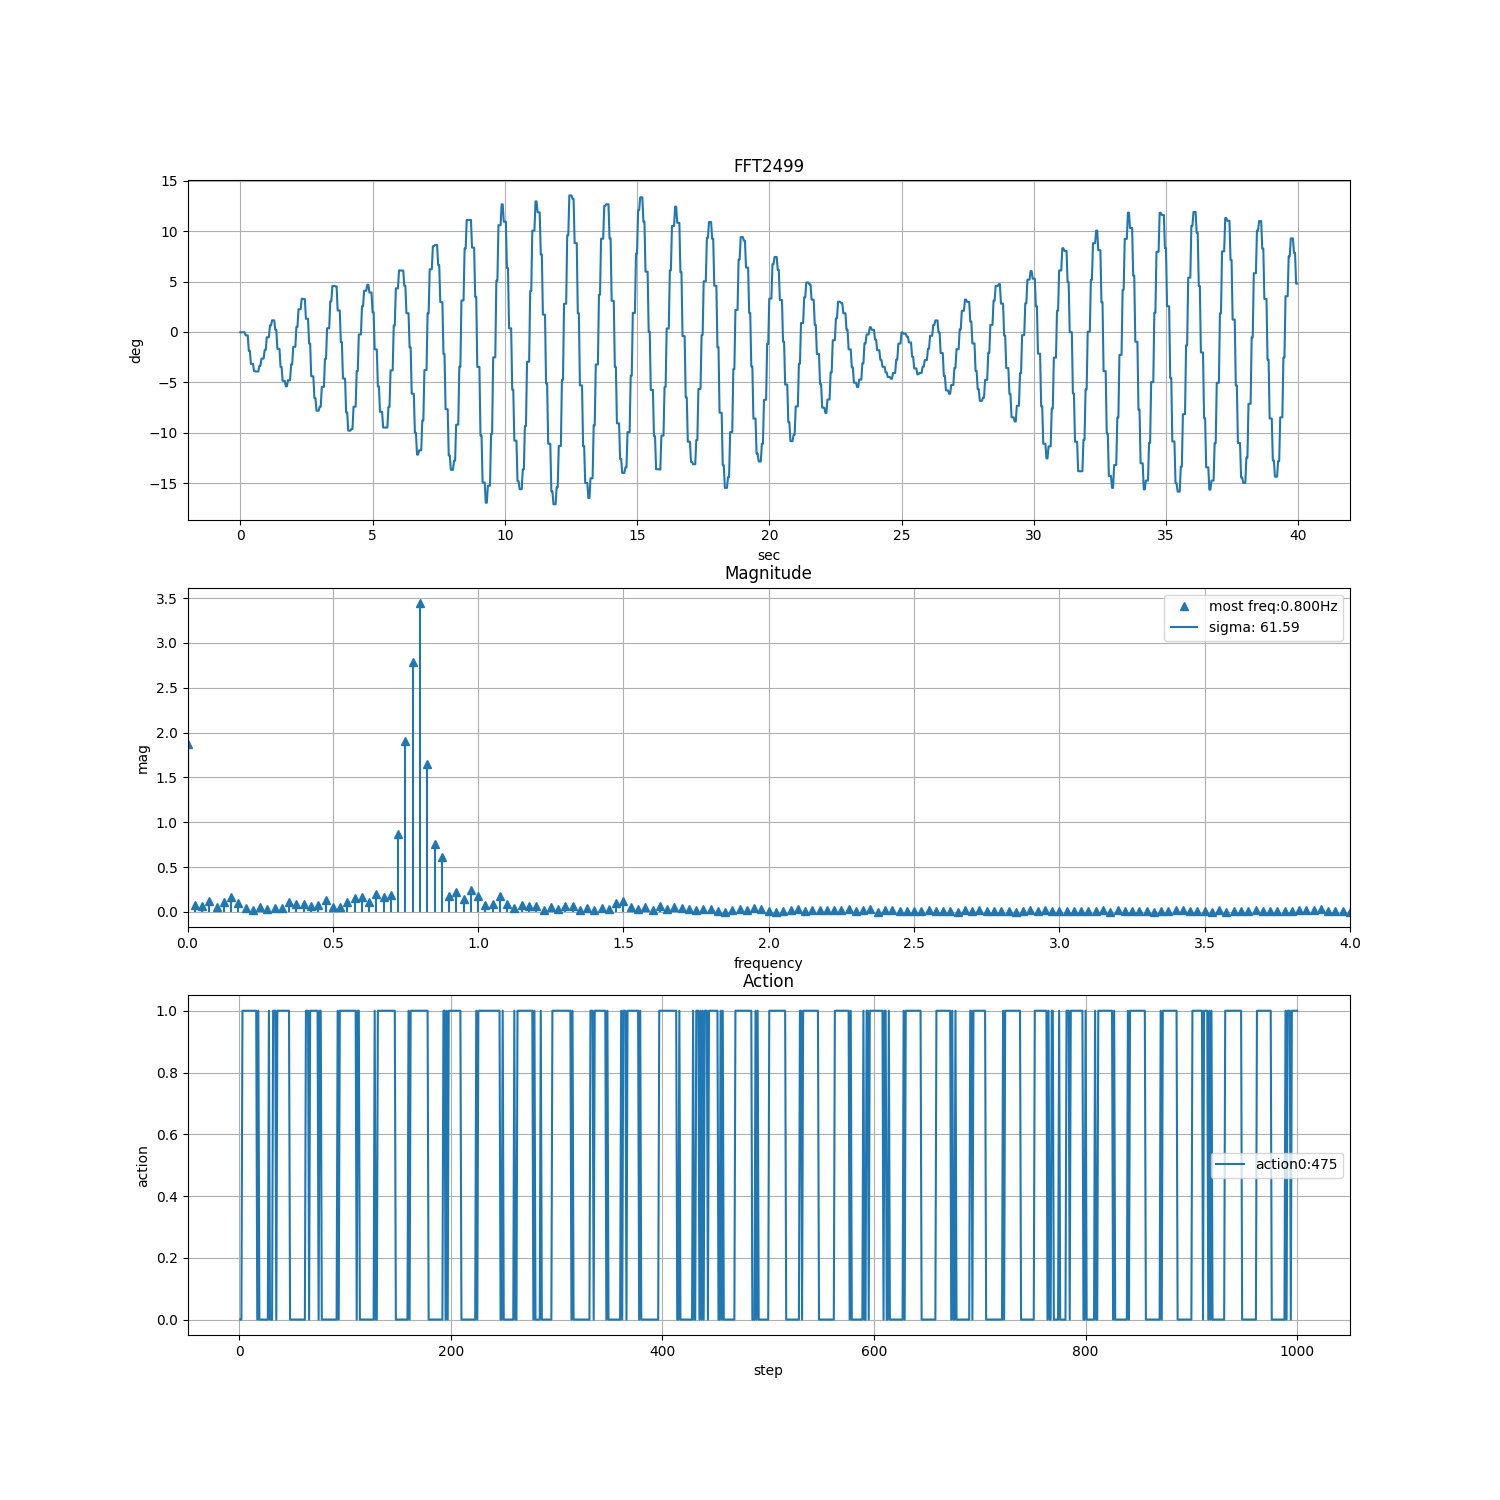 FFT2499
15
10
5
0
−5
−10
−15
deg
0 5 10 15 20 25 30 35 40
sec
Magnitude
3.5
3.0
2.5
2.0
1.5
1.0
0.5
0.0
mag
most freq:0.800Hz
sigma: 61.59
0.0 0.5 1.0 1.5 2.0 2.5 3.0 3.5 4.0
frequency
Action
1.0
0.8
0.6
0.4
0.2
0.0
action
action0:475
0 200 400 600 800 1000
step